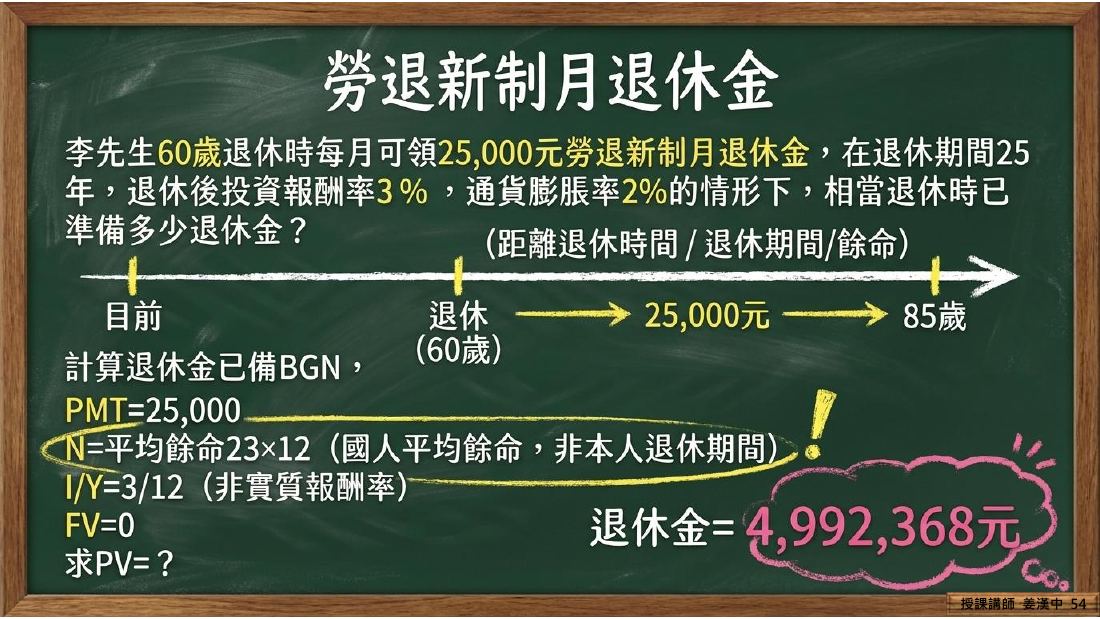 勞退新制月退休金
李先生60歲退休時每月可領25,000元勞退新制月退休金，在退休期間25
年，退休後投資報酬率3%，通貨膨脹率2%的情形下，相當退休時已
準備多少退休金？
（距離退休時間 / 退休期間/餘命）
目前 退休 25,000元 85歲
（60歲）
計算退休金已備BGN，
PMT=25,000
N=平均餘命23×12（國人平均餘命，非本人退休期間）
I/Y=3/12（非實質報酬率）
FV=0
退休金= 4,992,368元
求PV=？
授課講師 姜漢中 54